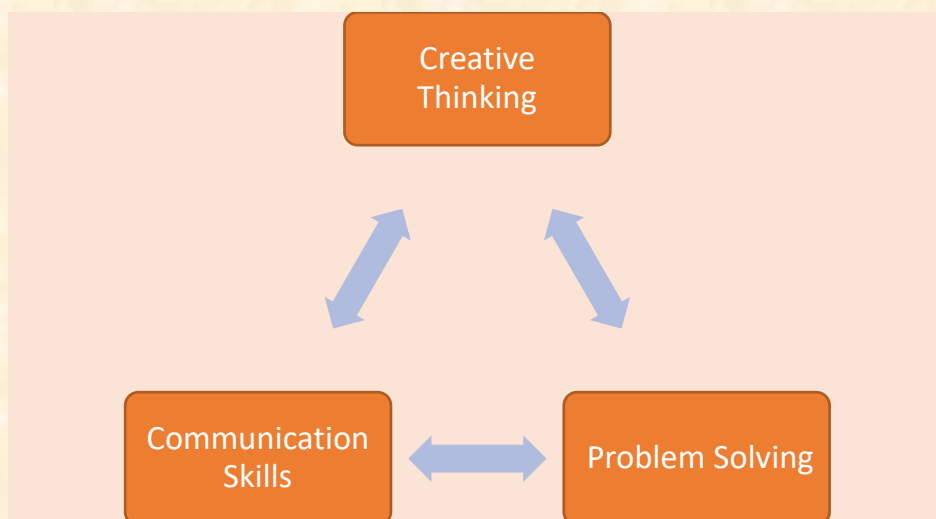 Creative
Thinking
Communication
Skills
Problem Solving